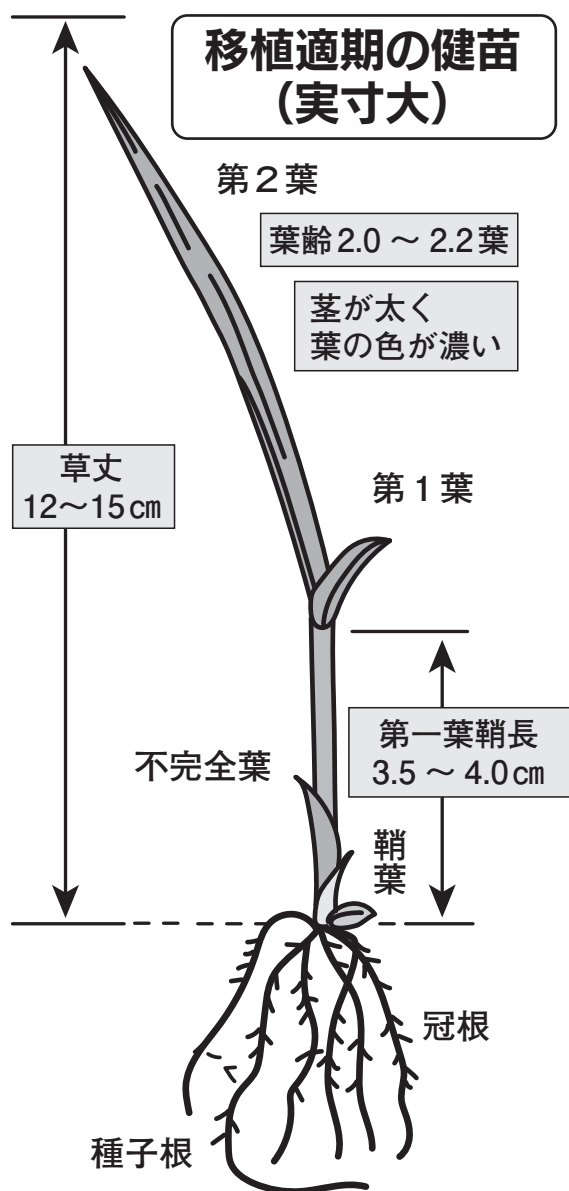 移植適期の健苗
（実寸大）
第２葉
葉齢2.0 ～ 2.2葉
茎が太く
葉の色が濃い
草丈
12～15㎝
第１葉
第一葉鞘長
3.5 ～ 4.0㎝
不完全葉
鞘葉
冠根
種子根